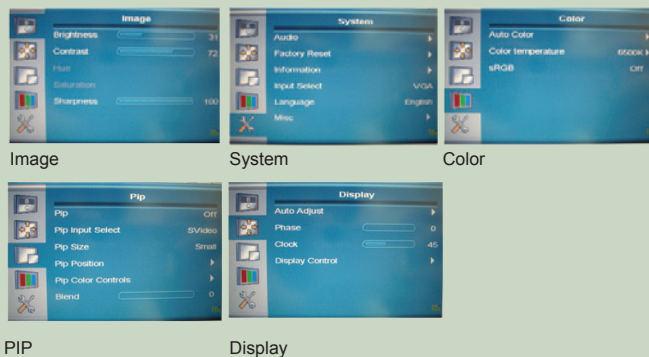 Image
Brightness 31
Contrast 72
Hue
Saturation
Sharpness 100
Image
System
Audio
Factory Reset
Information
Input Select VGA
Language English
Misc
System
Color
Auto Color
Color temperature 6500K
sRGB Off
Color
Pip
Pip Off
Pip Input Select SVideo
Pip Size Small
Pip Position
Pip Color Controls
Blend 0
PIP
Display
Auto Adjust
Phase 0
Clock 45
Display Control
Display